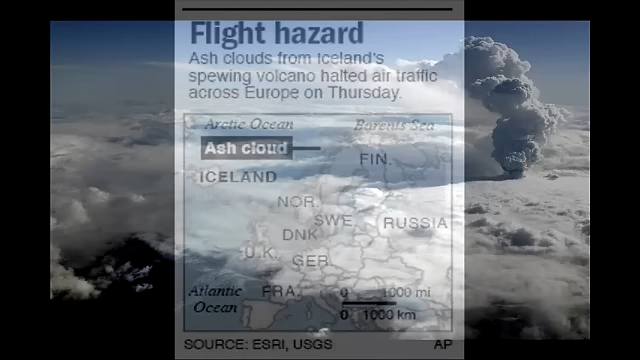 Flight hazard
Ash clouds from Iceland's
spewing volcano halted air traffic
across Europe on Thursday.
Arctic Ocean
Barents Sea
Ash cloud
FIN.
ICELAND
NOR.
SWE.
RUSSIA
DNK.
U.K.
GER.
Atlantic
Ocean
FRA.
0 1000 mi
0 1000 km
SOURCE: ESRI, USGS
AP